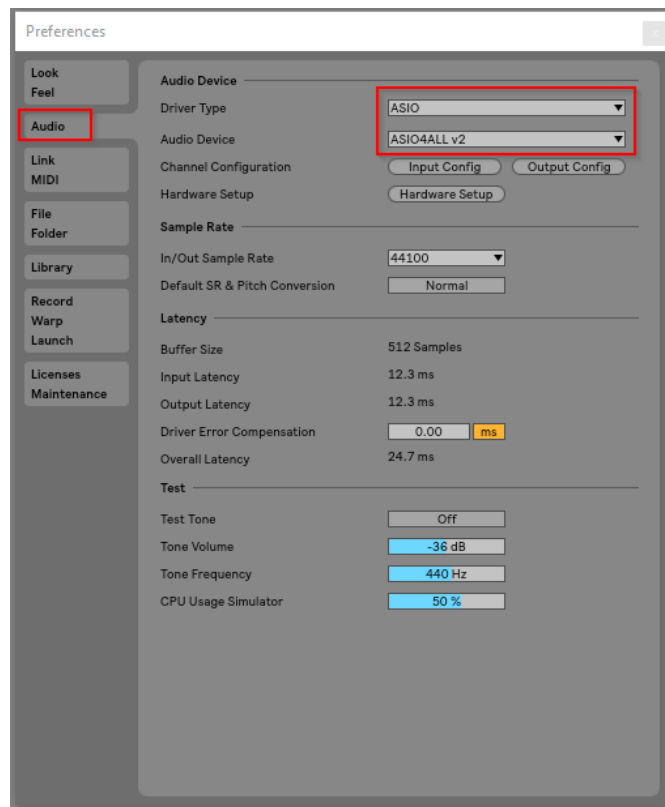 Preferences
Look
Feel
Audio
Link
MIDI
File
Folder
Library
Record
Warp
Launch
Licenses
Maintenance
Audio Device
Driver Type ASIO
Audio Device ASIO4ALL v2
Channel Configuration Input Config Output Config
Hardware Setup Hardware Setup
Sample Rate
In/Out Sample Rate 44100
Default SR & Pitch Conversion Normal
Latency
Buffer Size 512 Samples
Input Latency 12.3 ms
Output Latency 12.3 ms
Driver Error Compensation 0.00 ms
Overall Latency 24.7 ms
Test
Test Tone Off
Tone Volume -36 dB
Tone Frequency 440 Hz
CPU Usage Simulator 50 %